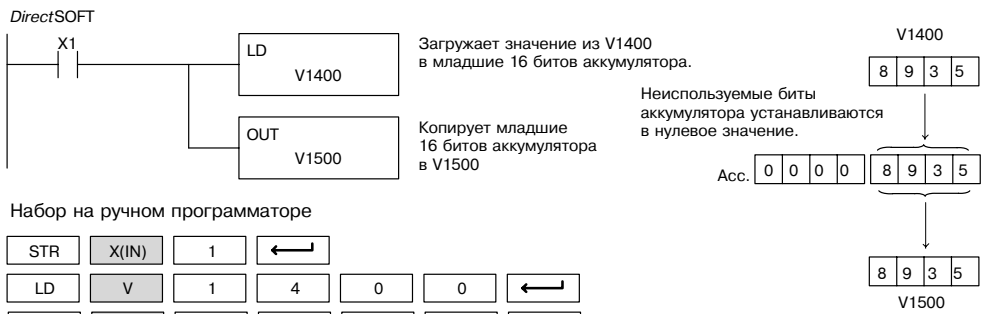 DirectSOFT
X1
LD
V1400
Загружает значение из V1400
в младшие 16 битов аккумулятора.
OUT
V1500
Копирует младшие
16 битов аккумулятора
в V1500
V1400
8 9 3 5
Неиспользуемые биты
аккумулятора устанавливаются
в нулевое значение.
Acc. 0 0 0 0 8 9 3 5
8 9 3 5
V1500
Набор на ручном программаторе
STR X(IN) 1
LD V 1 4 0 0